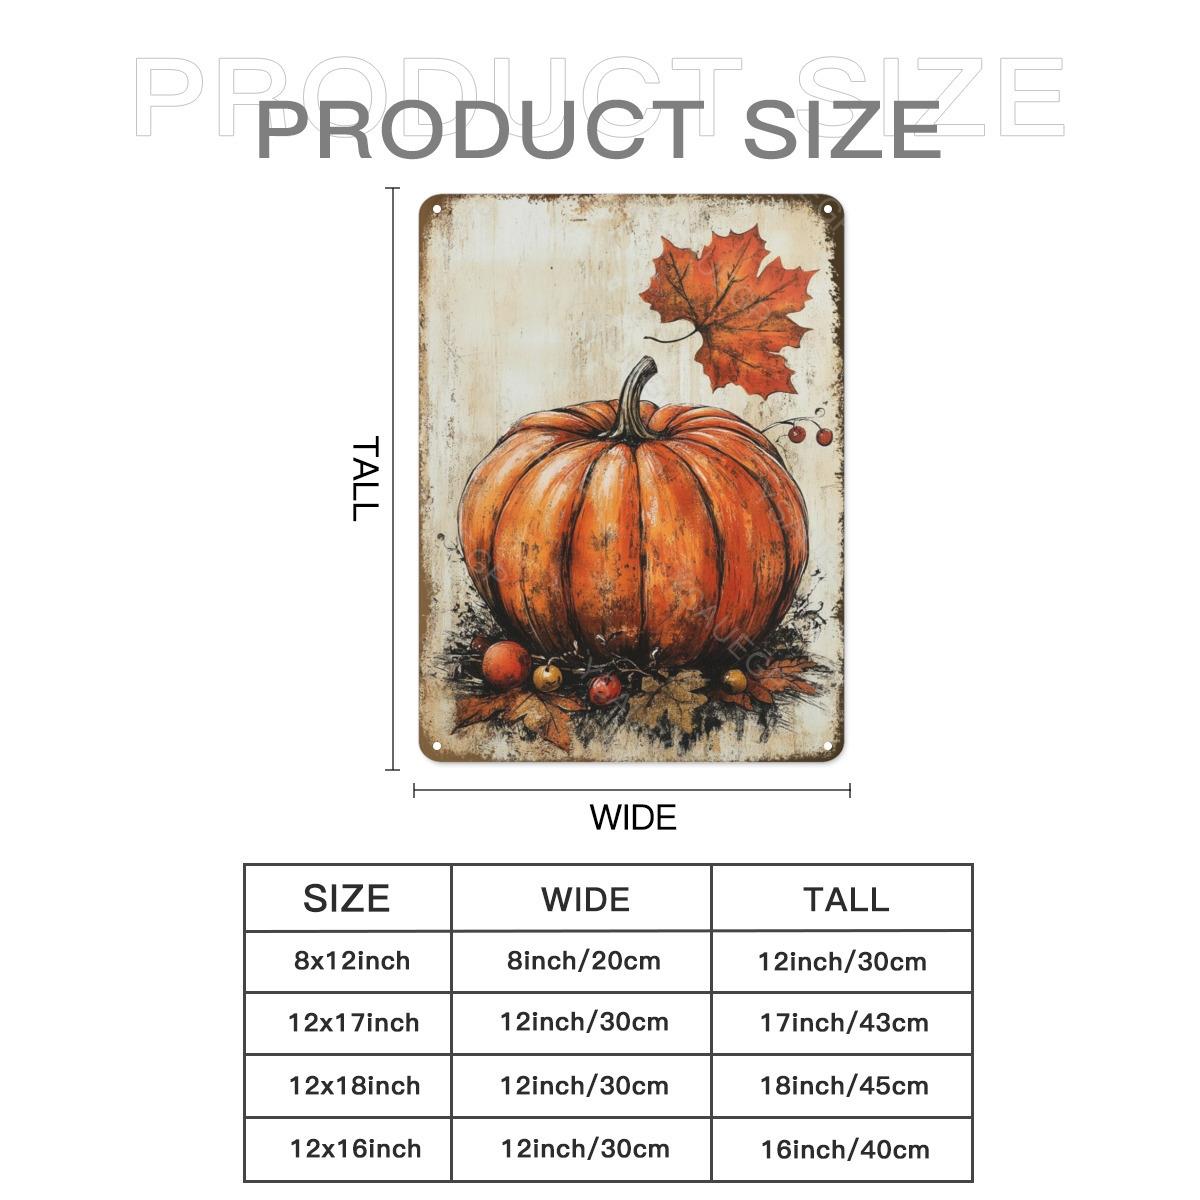 PRODUCT SIZE
PRODUCT SIZE
TALL
WIDE
SIZE WIDE TALL
8x12inch 8inch/20cm 12inch/30cm
12x17inch 12inch/30cm 17inch/43cm
12x18inch 12inch/30cm 18inch/45cm
12x16inch 12inch/30cm 16inch/40cm